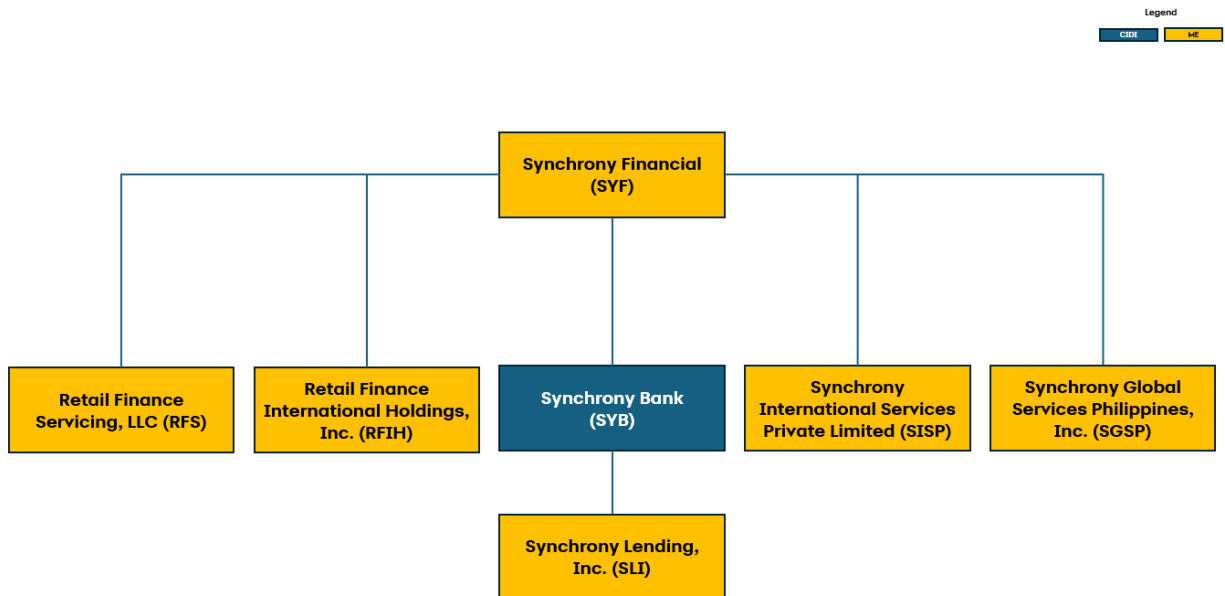 Legend
CIDI
ME
Synchrony Financial
(SYF)
Retail Finance
Servicing, LLC (RFS)
Retail Finance
International Holdings,
Inc. (RFIH)
Synchrony Bank
(SYB)
Synchrony
International Services
Private Limited (SISP)
Synchrony Global
Services Philippines,
Inc. (SGSP)
Synchrony Lending,
Inc. (SLI)